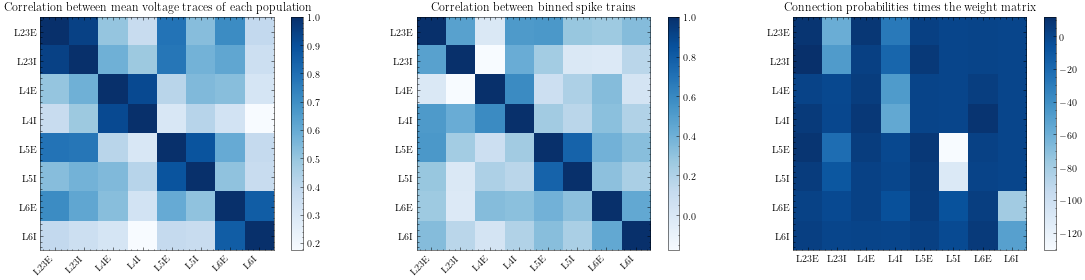 Correlation between mean voltage traces of each population
L23E
L23I
L4E
L4I
L5E
L5I
L6E
L6I
L23E
L23I
L4E
L4I
L5E
L5I
L6E
L6I
1.0
0.9
0.8
0.7
0.6
0.5
0.4
0.3
0.2
Correlation between binned spike trains
L23E
L23I
L4E
L4I
L5E
L5I
L6E
L6I
L23E
L23I
L4E
L4I
L5E
L5I
L6E
L6I
1.0
0.8
0.6
0.4
0.2
0.0
Connection probabilities times the weight matrix
L23E
L23I
L4E
L4I
L5E
L5I
L6E
L6I
L23E
L23I
L4E
L4I
L5E
L5I
L6E
L6I
0
−20
−40
−60
−80
−100
−120